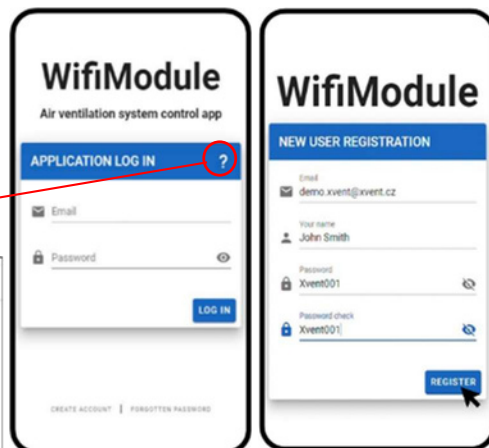 WifiModule
Air ventilation system control app
APPLICATION LOG IN ?
Email
Password
LOG IN
CREATE ACCOUNT | FORGOTTEN PASSWORD
WifiModule
NEW USER REGISTRATION
Email
demo.xvent@xvent.cz
Your name
John Smith
Password
Xvent001
Password check
Xvent001
REGISTER